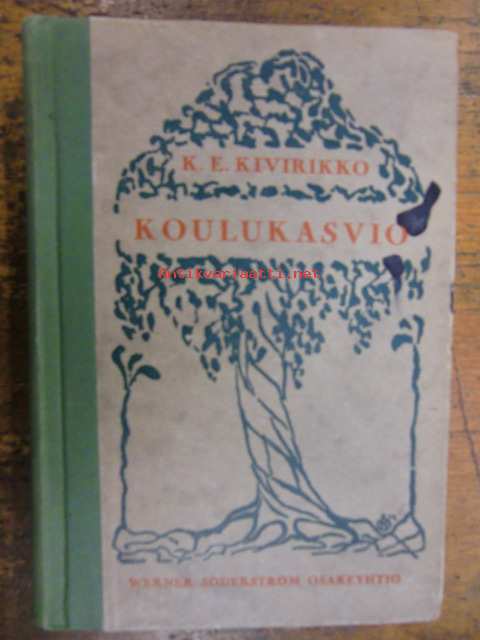 K. E. KIVIRIKKO
KOULUKASVIO
Antikvariaatti.net
WERNER SÖDERSTRÖM OSAKEYHTIÖ